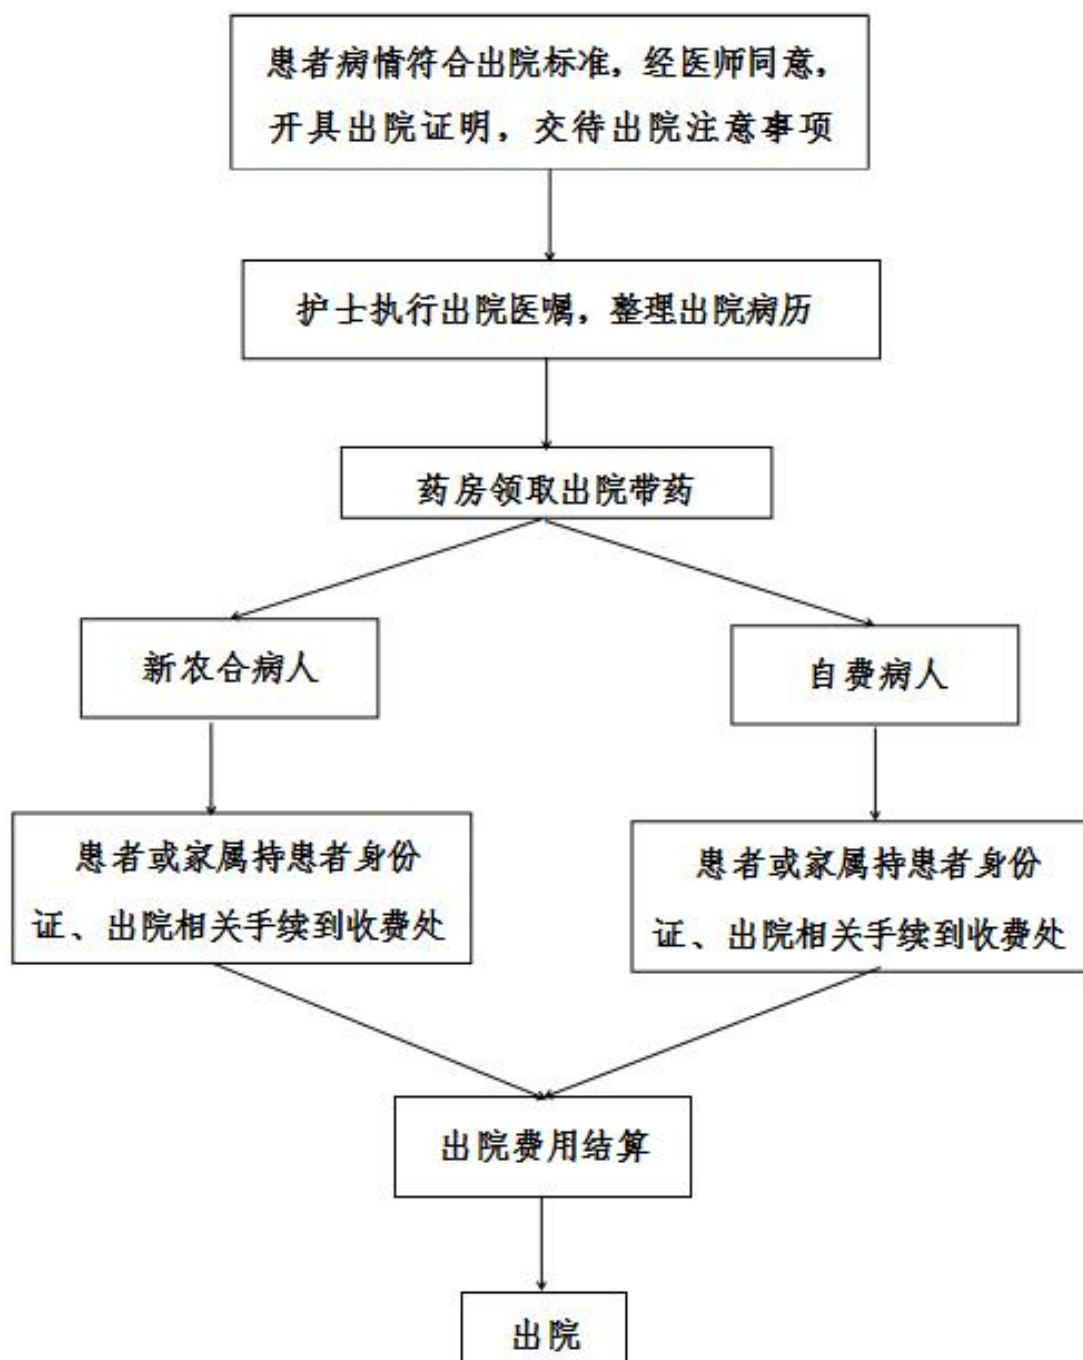 患者病情符合出院标准，经医师同意，
开具出院证明，交待出院注意事项
护士执行出院医嘱，整理出院病历
药房领取出院带药
新农合病人
自费病人
患者或家属持患者身份
证、出院相关手续到收费处
患者或家属持患者身份
证、出院相关手续到收费处
出院费用结算
出院